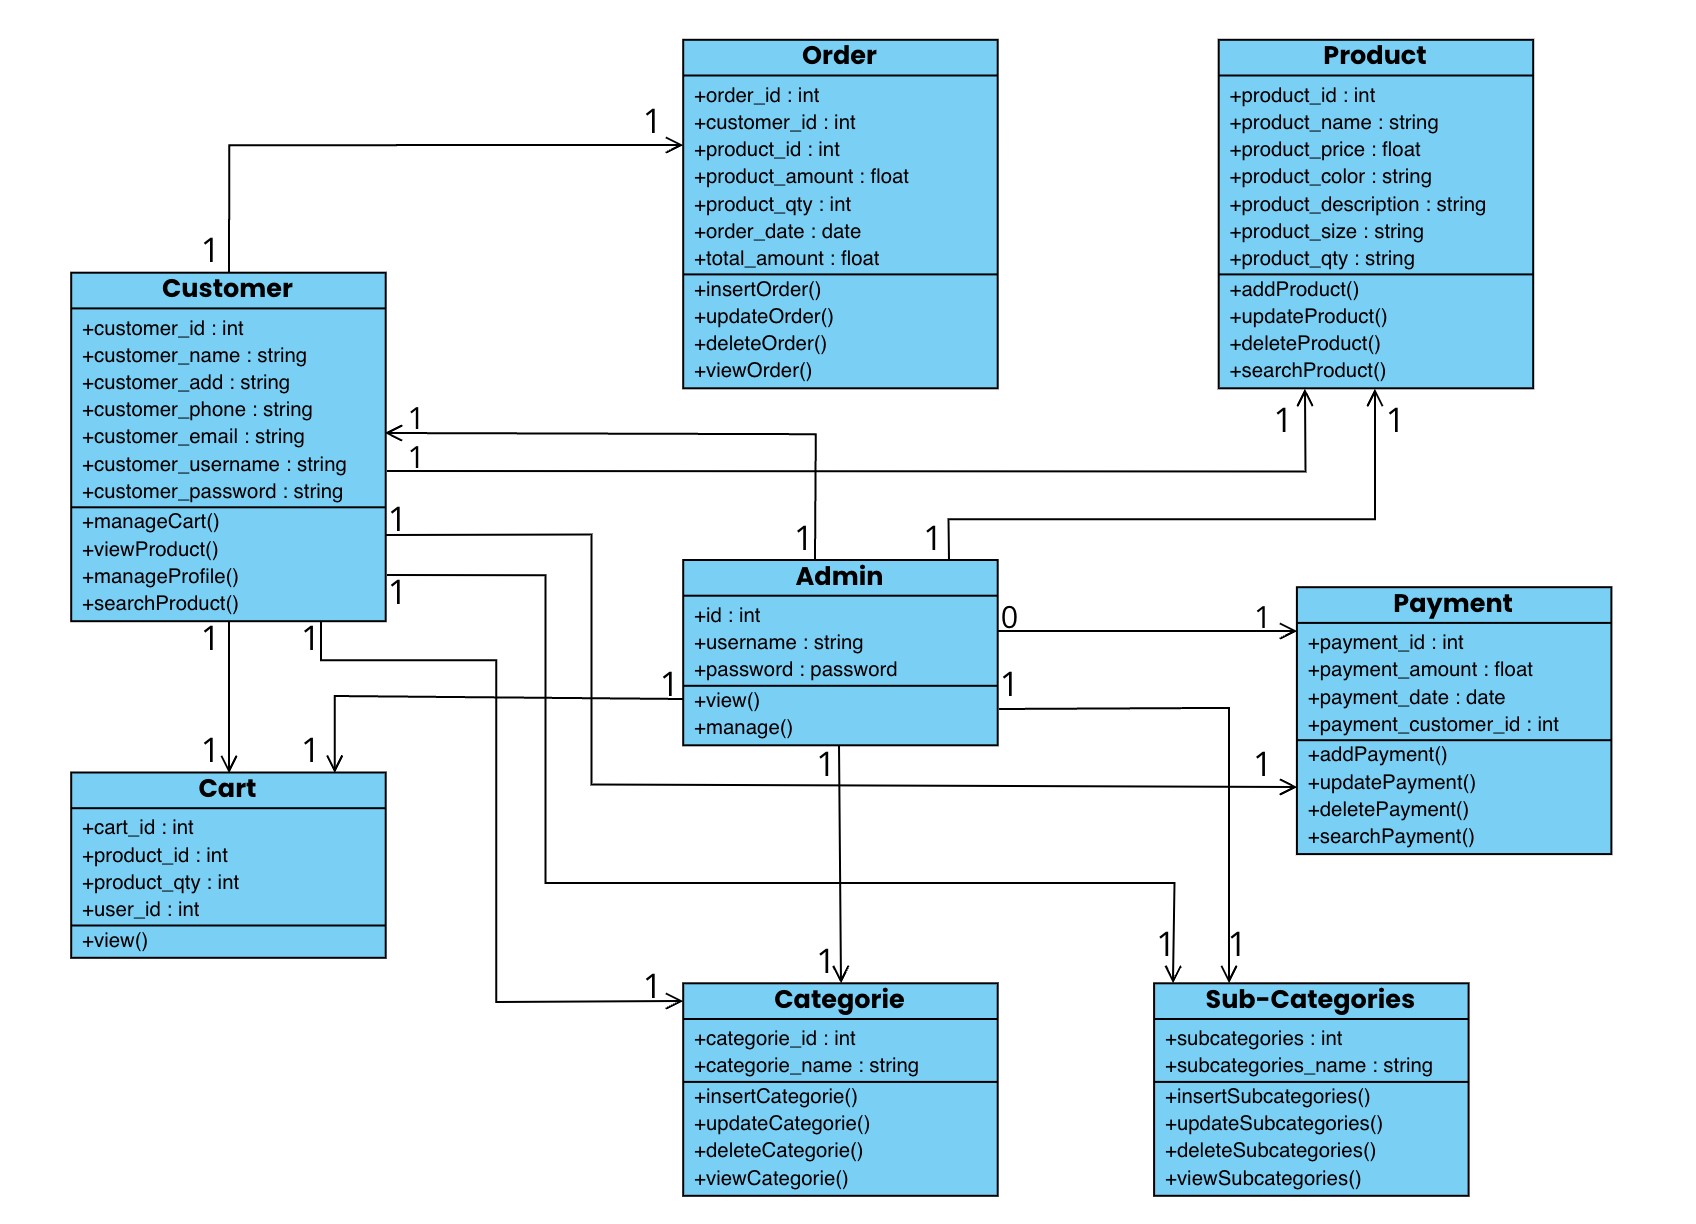 Order
+order_id : int
+customer_id : int
+product_id : int
+product_amount : float
+product_qty : int
+order_date : date
+total_amount : float
+insertOrder()
+updateOrder()
+deleteOrder()
+viewOrder()
Product
+product_id : int
+product_name : string
+product_price : float
+product_color : string
+product_description : string
+product_size : string
+product_qty : string
+addProduct()
+updateProduct()
+deleteProduct()
+searchProduct()
1
1
Customer
+customer_id : int
+customer_name : string
+customer_add : string
+customer_phone : string
+customer_email : string
+customer_username : string
+customer_password : string
+manageCart()
+viewProduct()
+manageProfile()
+searchProduct()
1
1
1
1
1
1
1
1
Admin
+id : int
+username : string
+password : password
+view()
+manage()
0
1
1
1
1
Payment
+payment_id : int
+payment_amount : float
+payment_date : date
+payment_customer_id : int
+addPayment()
+updatePayment()
+deletePayment()
+searchPayment()
1
1
1
1
1
1
Cart
+cart_id : int
+product_id : int
+product_qty : int
+user_id : int
+view()
1
1
1
1
Categorie
+categorie_id : int
+categorie_name : string
+insertCategorie()
+updateCategorie()
+deleteCategorie()
+viewCategorie()
Sub-Categories
+subcategories : int
+subcategories_name : string
+insertSubcategories()
+updateSubcategories()
+deleteSubcategories()
+viewSubcategories()